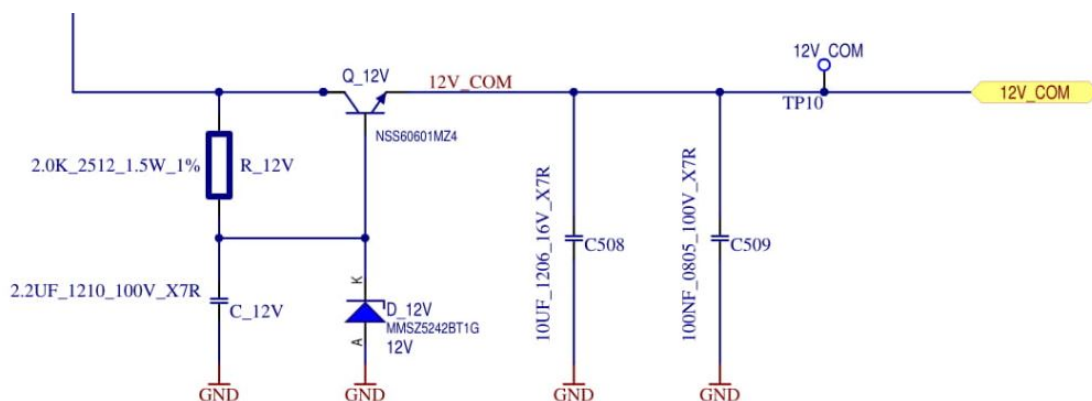 12V_COM
Q_12V
12V_COM
TP10
12V_COM
NSS60601MZ4
2.0K_2512_1.5W_1%
R_12V
10UF_1206_16V_X7R
C508
100NF_0805_100V_X7R
C509
2.2UF_1210_100V_X7R
C_12V
K
D_12V
MMSZ5242BT1G
12V
A
GND
GND
GND
GND